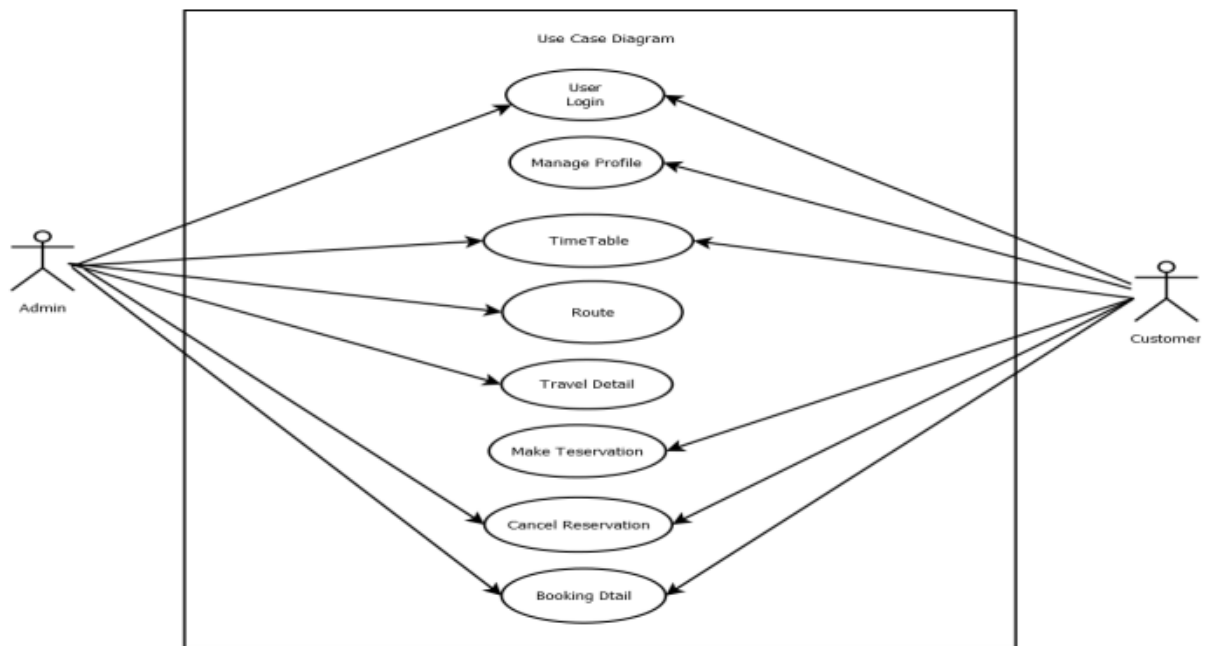 Use Case Diagram
User
Login
Manage Profile
TimeTable
Route
Admin
Travel Detail
Customer
Make Teservation
Cancel Reservation
Booking Dtail